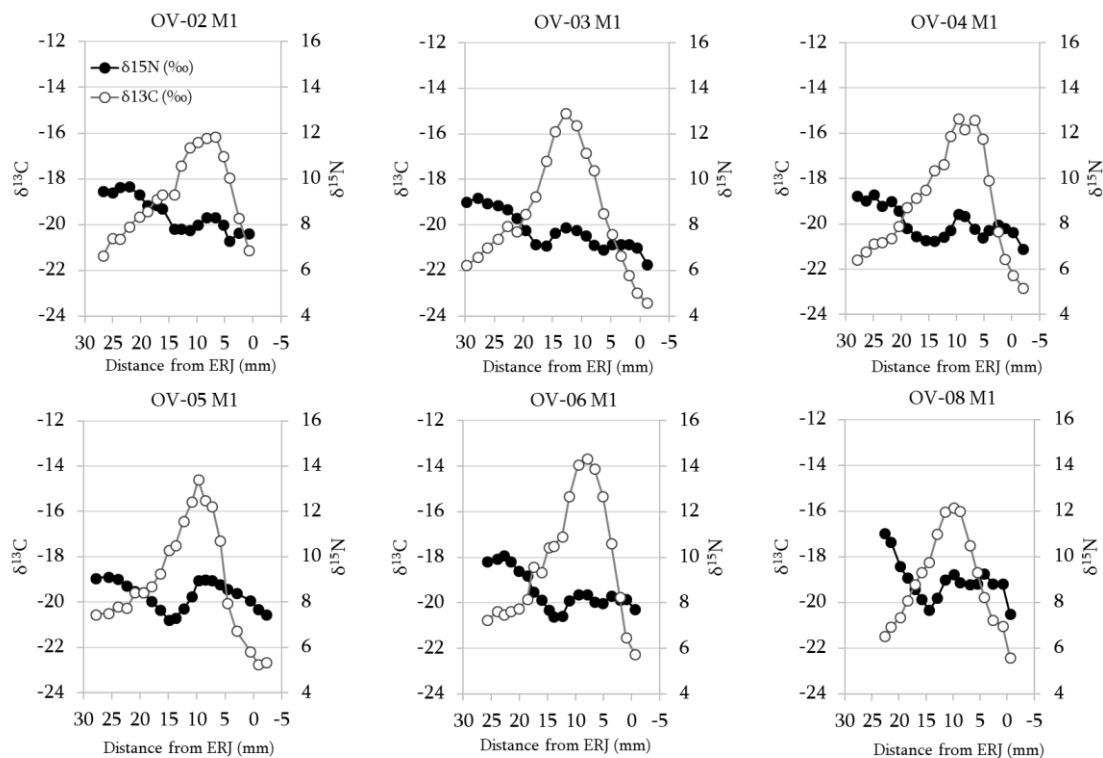 OV-02 M1
-12
-14
-16
-18
-20
-22
-24
16
14
12
10
8
6
4
δ15N (‰)
δ13C (‰)
δ¹³C
δ¹⁵N
30 25 20 15 10 5 0 -5
Distance from ERJ (mm)
OV-03 M1
-12
-14
-16
-18
-20
-22
-24
16
14
12
10
8
6
4
δ¹³C
δ¹⁵N
30 25 20 15 10 5 0 -5
Distance from ERJ (mm)
OV-04 M1
-12
-14
-16
-18
-20
-22
-24
16
14
12
10
8
6
4
δ¹³C
δ¹⁵N
30 25 20 15 10 5 0 -5
Distance from ERJ (mm)
OV-05 M1
-12
-14
-16
-18
-20
-22
-24
16
14
12
10
8
6
4
δ¹³C
δ¹⁵N
30 25 20 15 10 5 0 -5
Distance from ERJ (mm)
OV-06 M1
-12
-14
-16
-18
-20
-22
-24
16
14
12
10
8
6
4
δ¹³C
δ¹⁵N
30 25 20 15 10 5 0 -5
Distance from ERJ (mm)
OV-08 M1
-12
-14
-16
-18
-20
-22
-24
16
14
12
10
8
6
4
δ¹³C
δ¹⁵N
30 25 20 15 10 5 0 -5
Distance from ERJ (mm)